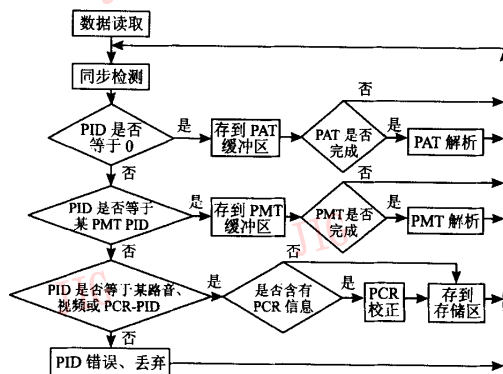 数据读取
同步检测
否
PID 是否
等于 0
是
存到 PAT
缓冲区
PAT 是否
完成
是
PAT 解析
否
否
PID 是否等于
某 PMT PID
是
存到 PMT
缓冲区
PMT是否
完成
是
PMT 解析
否
否
PID 是否等于某路音、
视频或 PCR-PID
是
是否含有
PCR 信息
是
PCR
校正
存到
存储区
否
PID 错误、丢弃